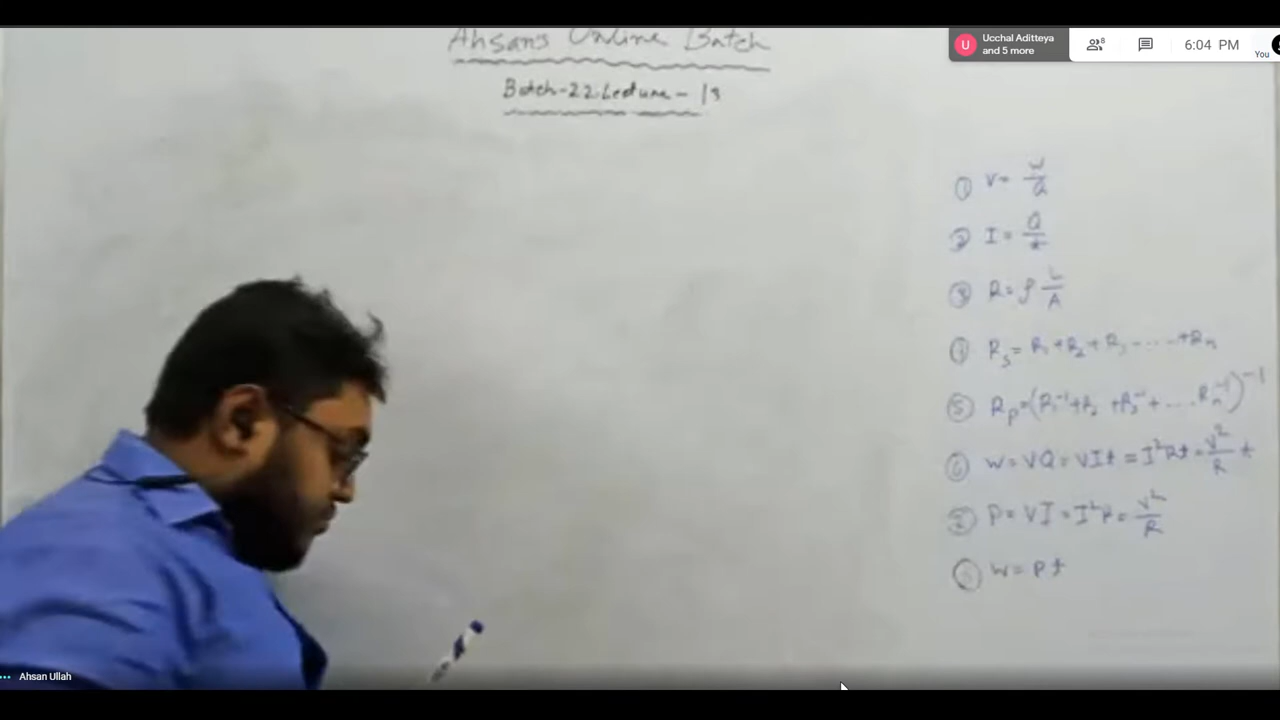 Ahsan's Online Batch
Batch-22 Lecture - 13
Ucchal Aditteya
and 5 more
U
8
6:04 PM
You
① V = W/Q
② I = Q/t
③ R = ρ L/A
④ Rs = R1 + R2 + R3 - ... + Rn
⑤ Rp = (R1⁻¹ + R2 + R3⁻¹ + .... Rn⁻¹)⁻¹
⑥ W = VQ = VIt = I²Rt = V²/R t
P = VI = I²R = V²/R
W = Pt
Ahsan Ullah